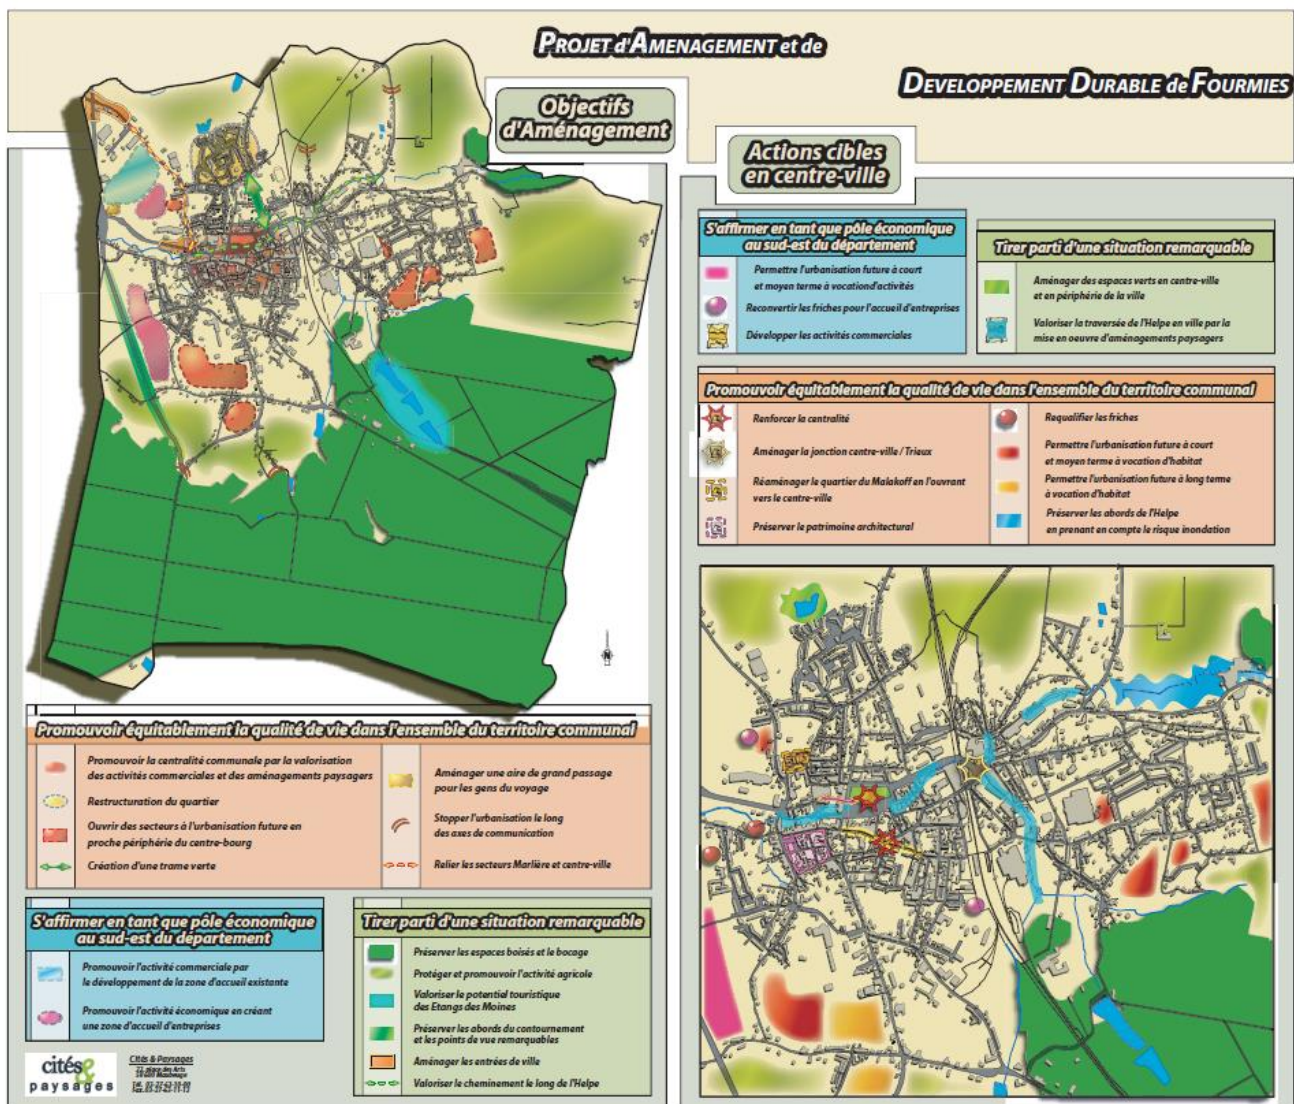 PROJET d'AMENAGEMENT et de
DEVELOPPEMENT DURABLE de FOURMIES
Objectifs
d'Aménagement
Actions cibles
en centre-ville
S'affirmer en tant que pôle économique
au sud-est du département
Permettre l'urbanisation future à court
et moyen terme à vocation d'activités
Reconvertir les friches pour l'accueil d'entreprises
Développer les activités commerciales
Tirer parti d'une situation remarquable
Aménager des espaces verts en centre-ville
et en périphérie de la ville
Valoriser la traversée de l'Helpe en ville par la
mise en oeuvre d'aménagements paysagers
Promouvoir équitablement la qualité de vie dans l'ensemble du territoire communal
Renforcer la centralité
Aménager la jonction centre-ville / Trieux
Réaménager le quartier du Malakoff en l'ouvrant
vers le centre-ville
Préserver le patrimoine architectural
Requalifier les friches
Permettre l'urbanisation future à court
et moyen terme à vocation d'habitat
Permettre l'urbanisation future à long terme
à vocation d'habitat
Préserver les abords de l'Helpe
en prenant en compte le risque inondation
N
Promouvoir équitablement la qualité de vie dans l'ensemble du territoire communal
Promouvoir la centralité communale par la valorisation
des activités commerciales et des aménagements paysagers
Restructuration du quartier
Ouvrir des secteurs à l'urbanisation future en
proche périphérie du centre-bourg
Création d'une trame verte
Aménager une aire de grand passage
pour les gens du voyage
Stopper l'urbanisation le long
des axes de communication
Relier les secteurs Marlière et centre-ville
S'affirmer en tant que pôle économique
au sud-est du département
Promouvoir l'activité commerciale par
le développement de la zone d'accueil existante
Promouvoir l'activité économique en créant
une zone d'accueil d'entreprises
Tirer parti d'une situation remarquable
Préserver les espaces boisés et le bocage
Protéger et promouvoir l'activité agricole
Valoriser le potentiel touristique
des Etangs des Moines
Préserver les abords du contournement
et les points de vue remarquables
Aménager les entrées de ville
Valoriser le cheminement le long de l'Helpe
cités &
paysages
Cités & Paysages